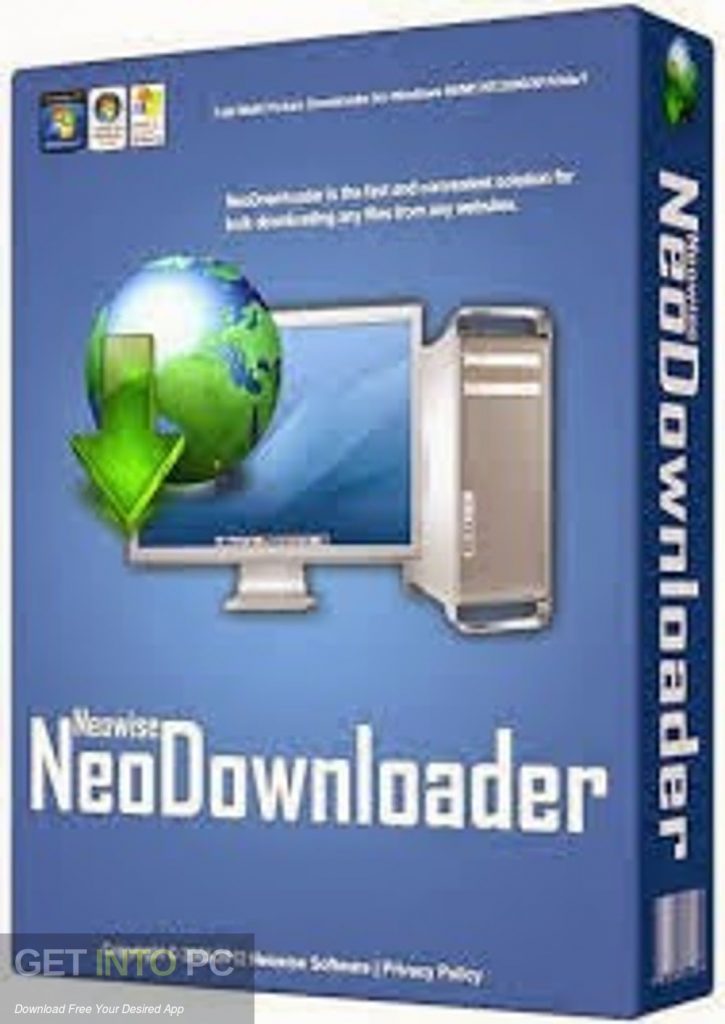 NeoDownloader is the fast and convenient solution for
bulk downloading any files from any websites.
Neowise
NeoDownloader
Neowise Software | Privacy Policy
Neowise
NeoDownloader
GET INTO PC
Download Free Your Desired App